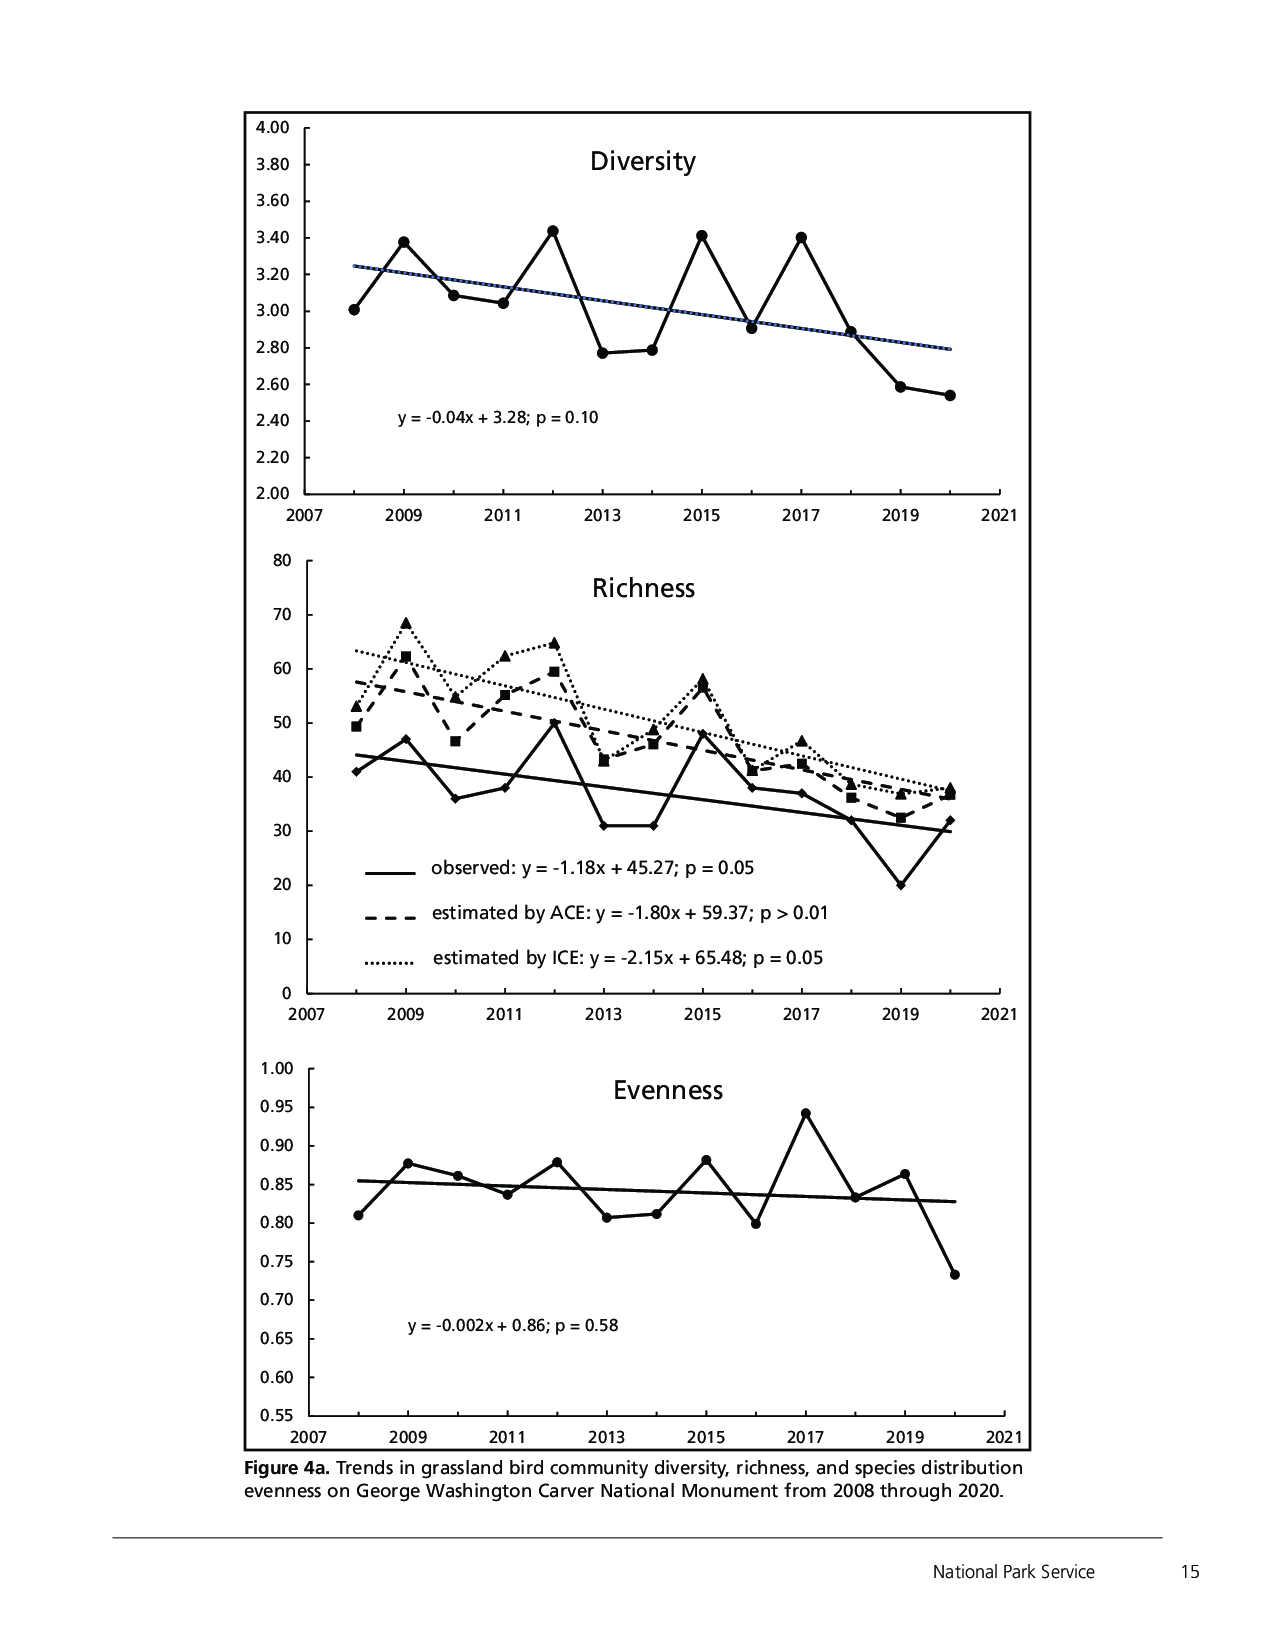 4.00
3.80
3.60
3.40
3.20
3.00
2.80
2.60
2.40
2.20
2.00
Diversity
y = -0.04x + 3.28; p = 0.10
2007 2009 2011 2013 2015 2017 2019 2021
80
70
60
50
40
30
20
10
0
Richness
observed: y = -1.18x + 45.27; p = 0.05
estimated by ACE: y = -1.80x + 59.37; p > 0.01
estimated by ICE: y = -2.15x + 65.48; p = 0.05
2007 2009 2011 2013 2015 2017 2019 2021
1.00
0.95
0.90
0.85
0.80
0.75
0.70
0.65
0.60
0.55
Evenness
y = -0.002x + 0.86; p = 0.58
2007 2009 2011 2013 2015 2017 2019 2021
Figure 4a. Trends in grassland bird community diversity, richness, and species distribution
evenness on George Washington Carver National Monument from 2008 through 2020.
National Park Service 15